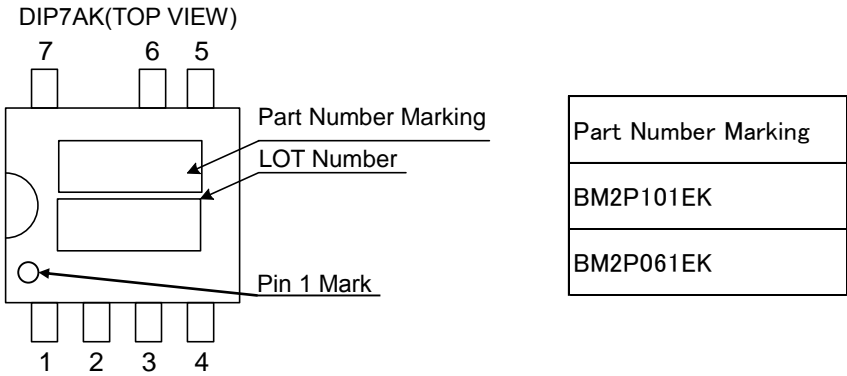 DIP7AK(TOP VIEW)
7 6 5
Part Number Marking
LOT Number
Pin 1 Mark
1 2 3 4
Part Number Marking
BM2P101EK
BM2P061EK